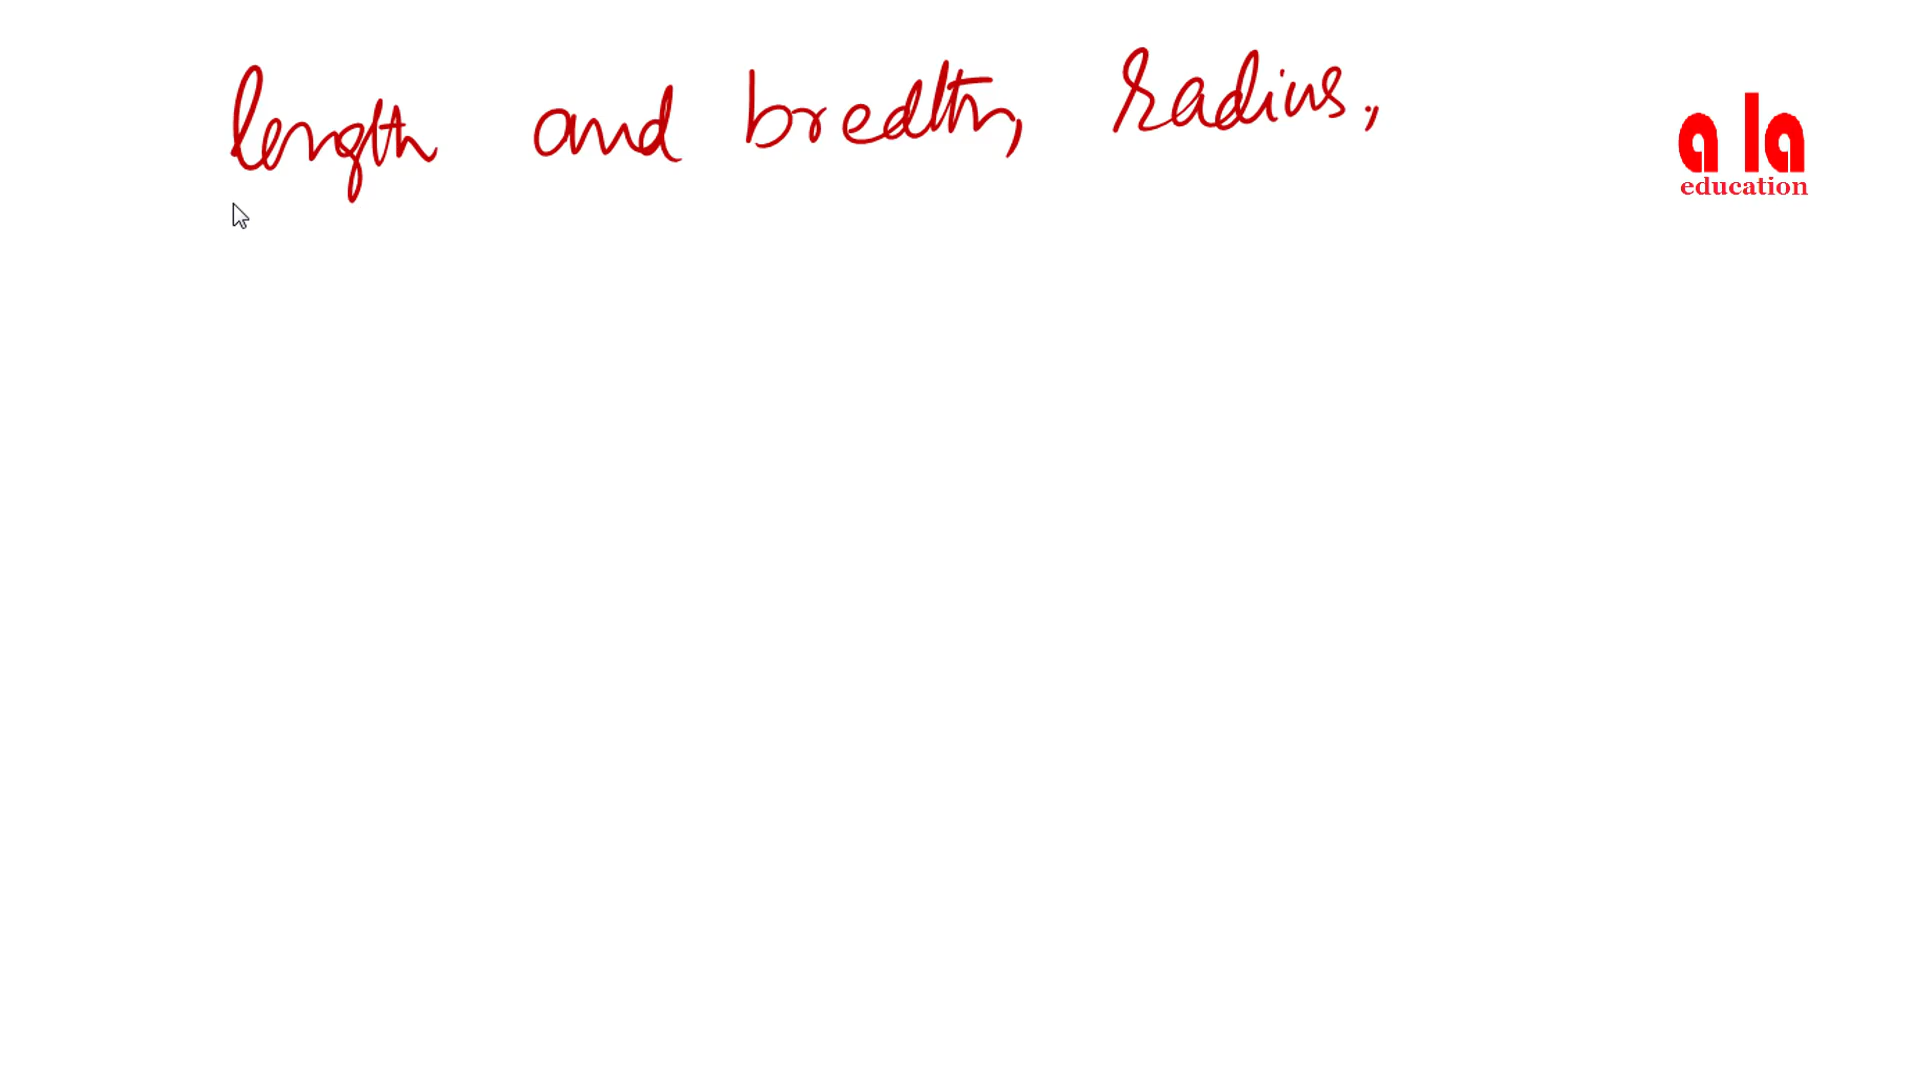 length and bredth, radius,
a la
education